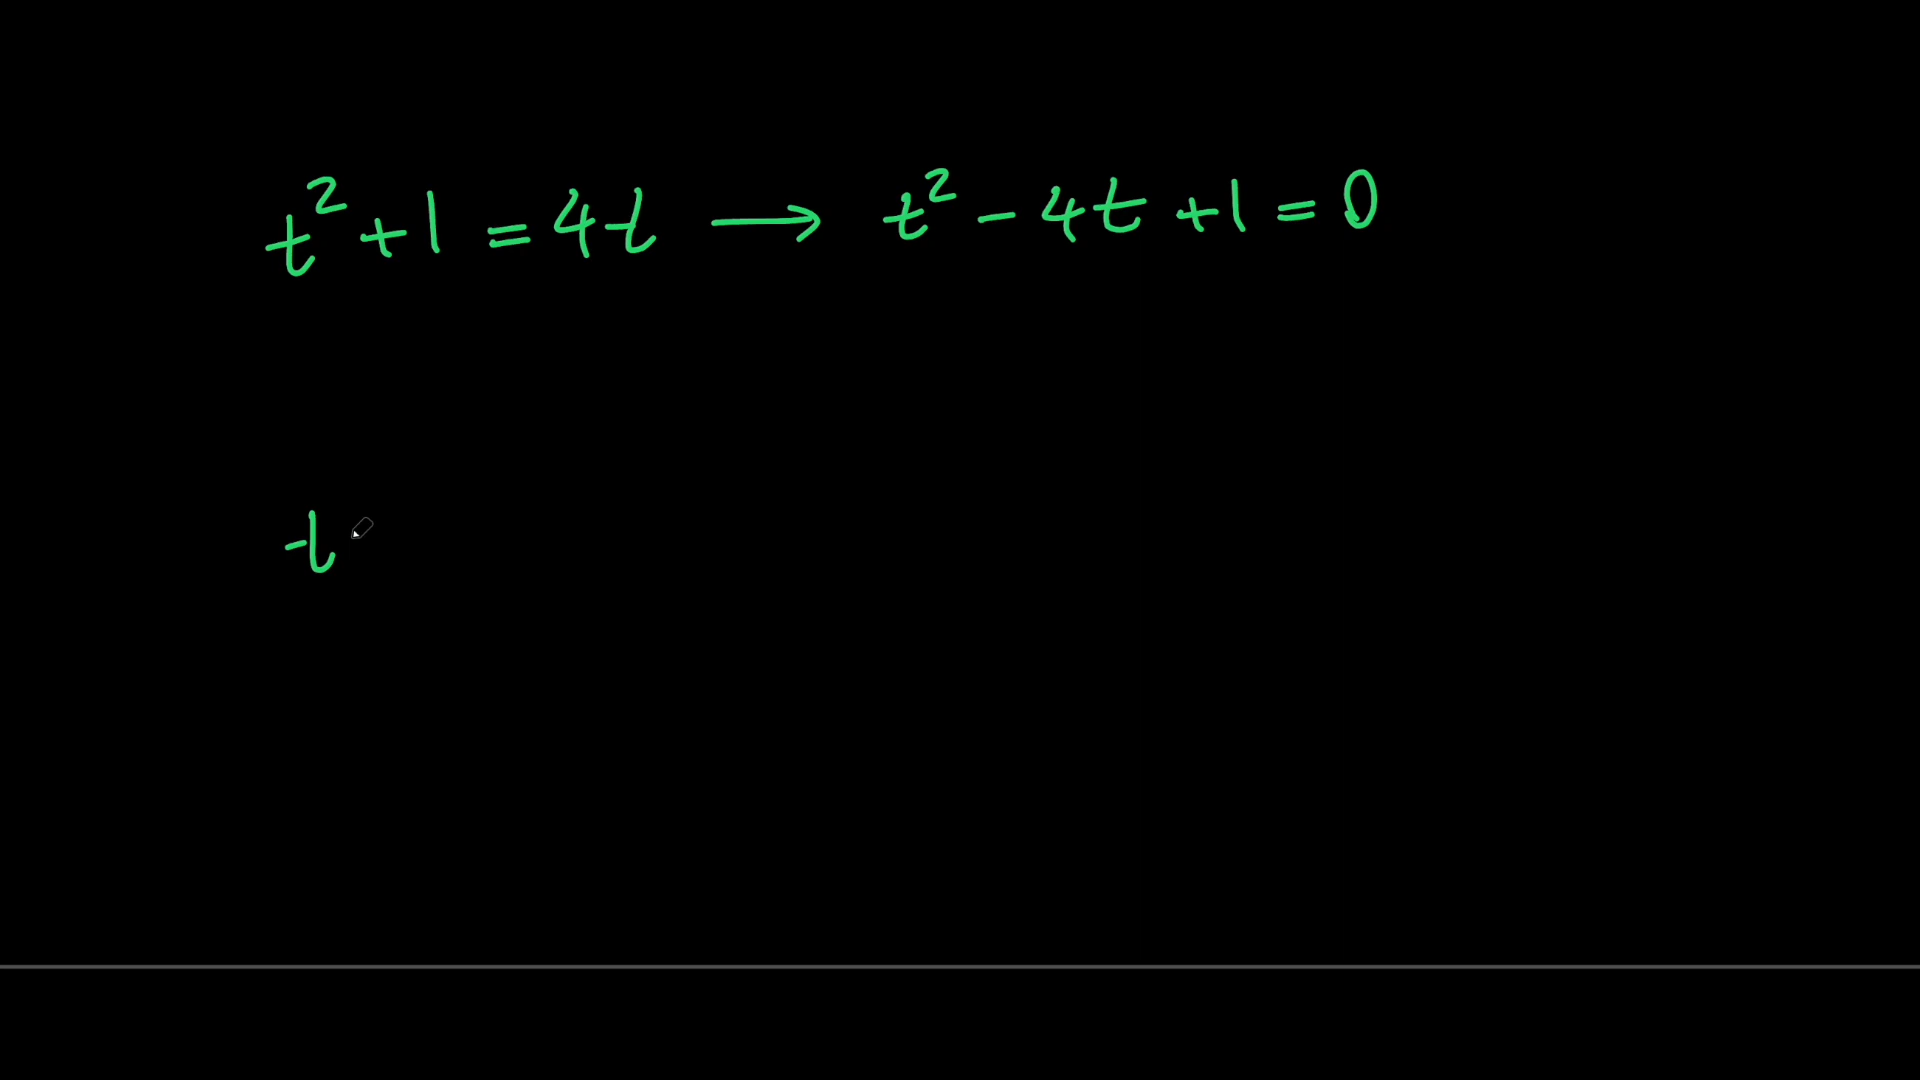 t² + 1 = 4t ⟶ t² - 4t + 1 = 0
t